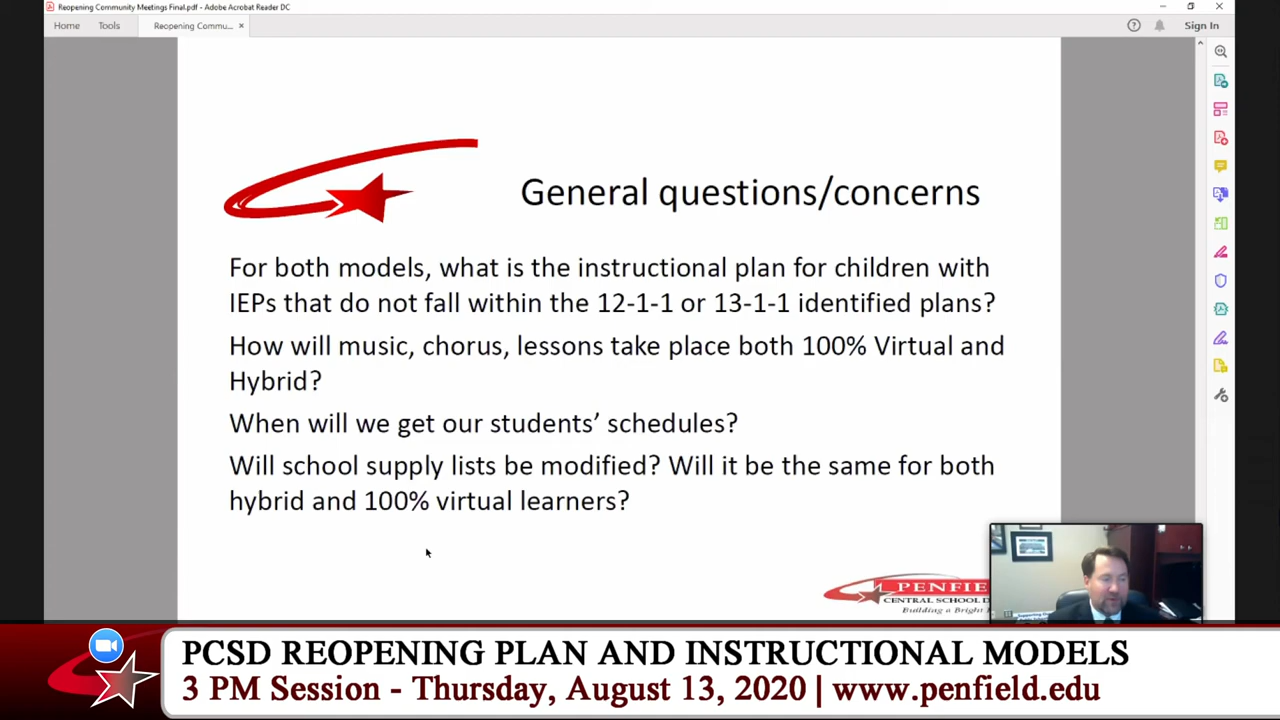 Reopening Community Meetings Final.pdf - Adobe Acrobat Reader DC
Home
Tools
Reopening Commu...
Sign In
General questions/concerns
For both models, what is the instructional plan for children with
IEPs that do not fall within the 12-1-1 or 13-1-1 identified plans?
How will music, chorus, lessons take place both 100% Virtual and
Hybrid?
When will we get our students’ schedules?
Will school supply lists be modified? Will it be the same for both
hybrid and 100% virtual learners?
PENFIE
CENTRAL SCHOOL D
Building a Bright
PCSD REOPENING PLAN AND INSTRUCTIONAL MODELS
3 PM Session - Thursday, August 13, 2020 | www.penfield.edu